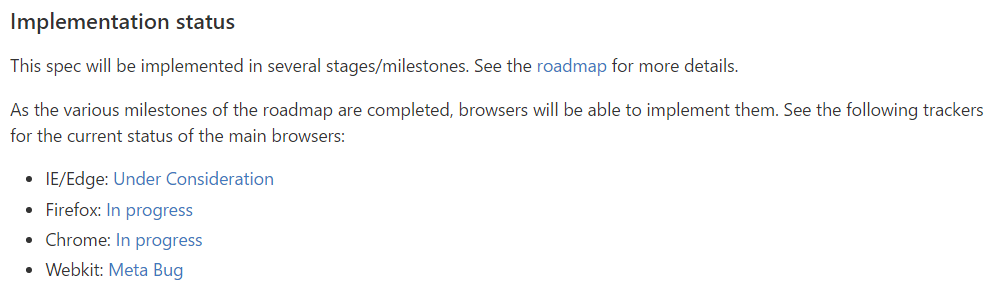 Implementation status
This spec will be implemented in several stages/milestones. See the roadmap for more details.
As the various milestones of the roadmap are completed, browsers will be able to implement them. See the following trackers
for the current status of the main browsers:
• IE/Edge: Under Consideration
• Firefox: In progress
• Chrome: In progress
• Webkit: Meta Bug